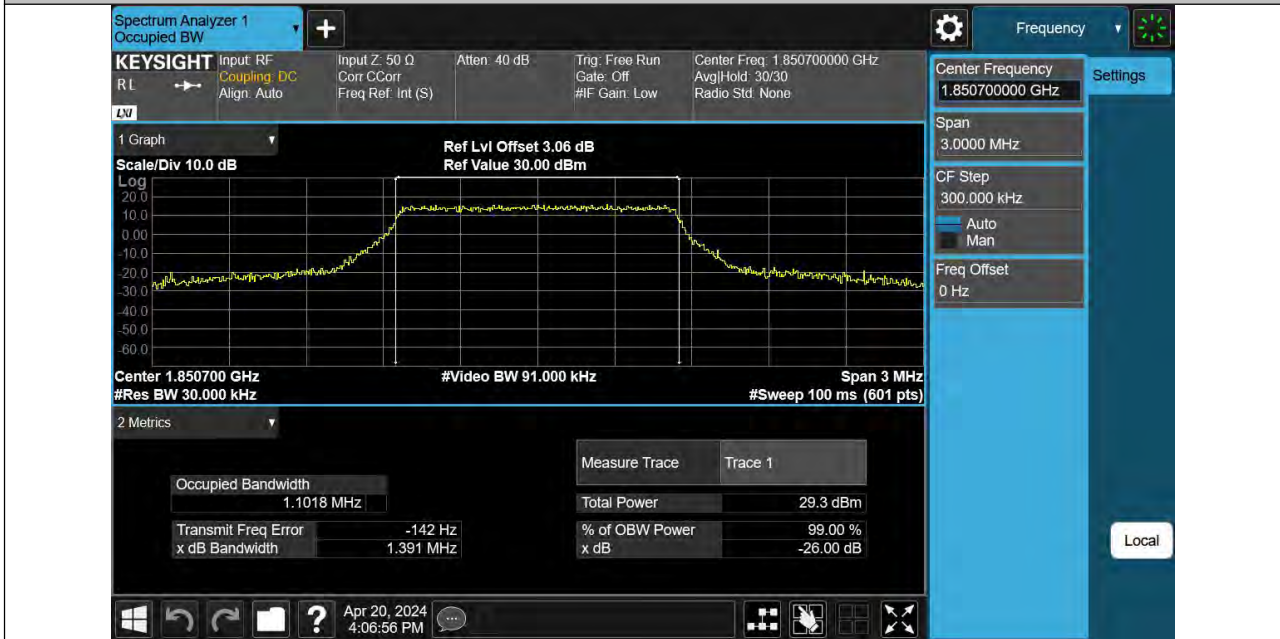 Spectrum Analyzer 1
Occupied BW
+
Frequency
KEYSIGHT
RL
LXI
Input: RF
Coupling: DC
Align: Auto
Input Z: 50 Ω
Corr CCorr
Freq Ref: Int (S)
Atten: 40 dB
Trig: Free Run
Gate: Off
#IF Gain: Low
Center Freq: 1.850700000 GHz
Avg|Hold: 30/30
Radio Std: None
Center Frequency
1.850700000 GHz
Settings
Span
3.0000 MHz
CF Step
300.000 kHz
Auto
Man
Freq Offset
0 Hz
Local
1 Graph
Scale/Div 10.0 dB
Ref Lvl Offset 3.06 dB
Ref Value 30.00 dBm
Log
20.0
10.0
0.00
-10.0
-20.0
-30.0
-40.0
-50.0
-60.0
Center 1.850700 GHz
#Video BW 91.000 kHz
Span 3 MHz
#Res BW 30.000 kHz
#Sweep 100 ms (601 pts)
2 Metrics
Measure Trace
Trace 1
Occupied Bandwidth
1.1018 MHz
Total Power
29.3 dBm
Transmit Freq Error
-142 Hz
% of OBW Power
99.00 %
x dB Bandwidth
1.391 MHz
x dB
-26.00 dB
?
Apr 20, 2024
4:06:56 PM